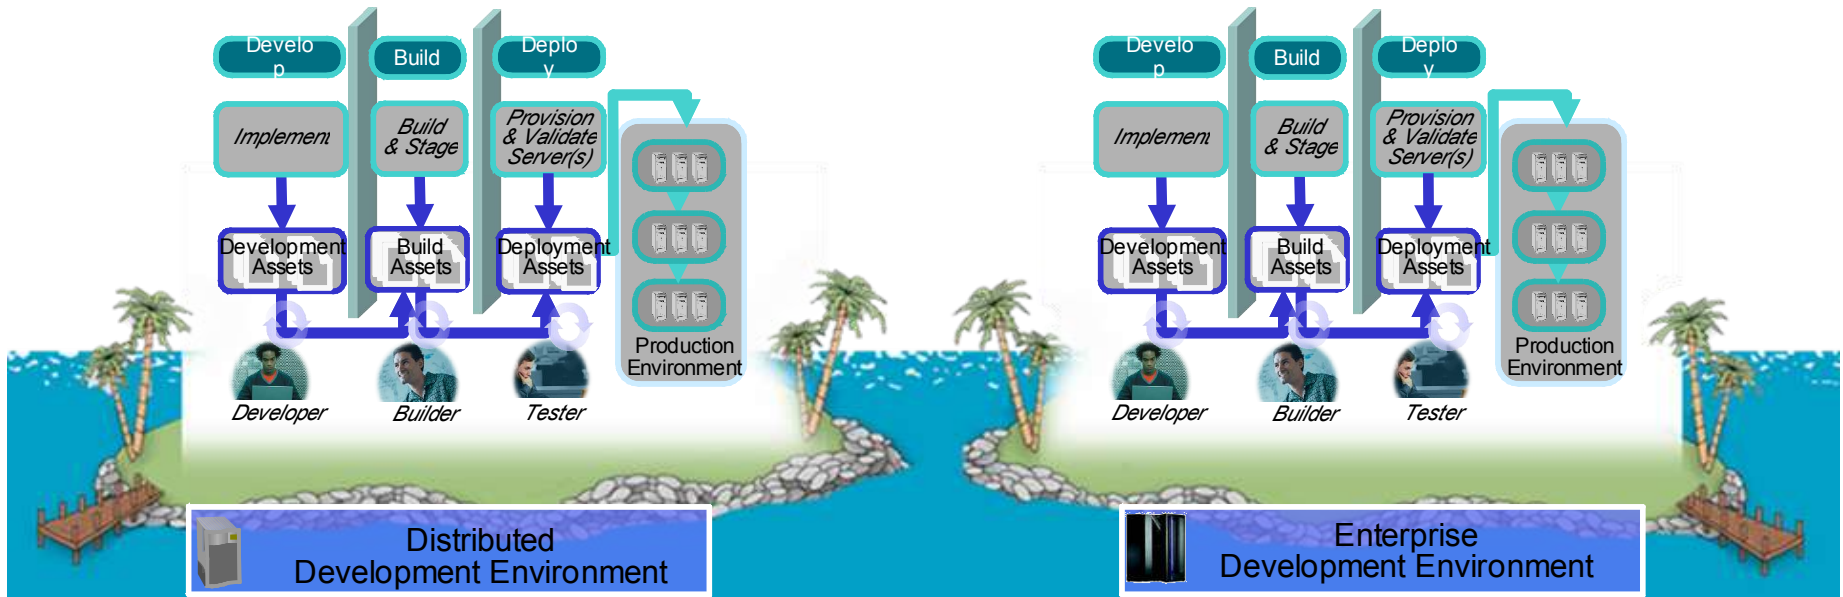 Develo
p
Build
Deplo
y
Implement
Build
& Stage
Provision
& Validate
Server(s)
Development
Assets
Build
Assets
Deployment
Assets
Production
Environment
Developer
Builder
Tester
Distributed
Development Environment
Develo
p
Build
Deplo
y
Implement
Build
& Stage
Provision
& Validate
Server(s)
Development
Assets
Build
Assets
Deployment
Assets
Production
Environment
Developer
Builder
Tester
Enterprise
Development Environment